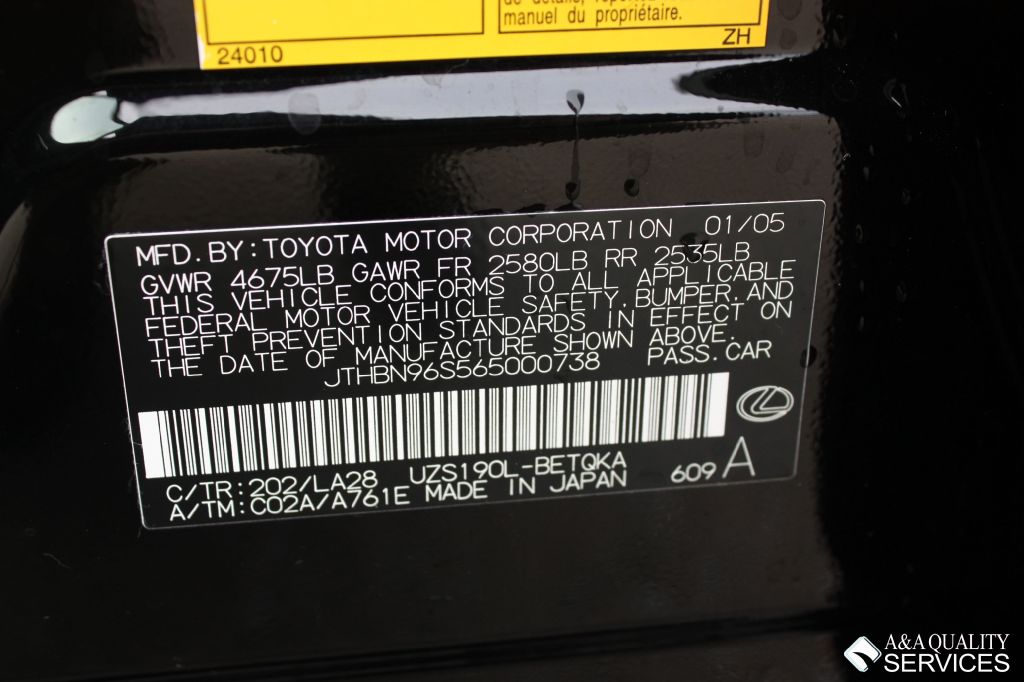 manuel du propriétaire.
24010
ZH
MFD. BY: TOYOTA MOTOR CORPORATION 01/05
GVWR 4675LB GAWR FR 2580LB RR 2535LB
THIS VEHICLE CONFORMS TO ALL APPLICABLE
FEDERAL MOTOR VEHICLE SAFETY, BUMPER, AND
THEFT PREVENTION STANDARDS IN EFFECT ON
THE DATE OF MANUFACTURE SHOWN ABOVE.
JTHBN96S565000738 PASS. CAR
C/TR: 202/LA28 UZS190L-BETQKA
A/TM: C02A/A761E MADE IN JAPAN 609 A
A&A QUALITY
SERVICES